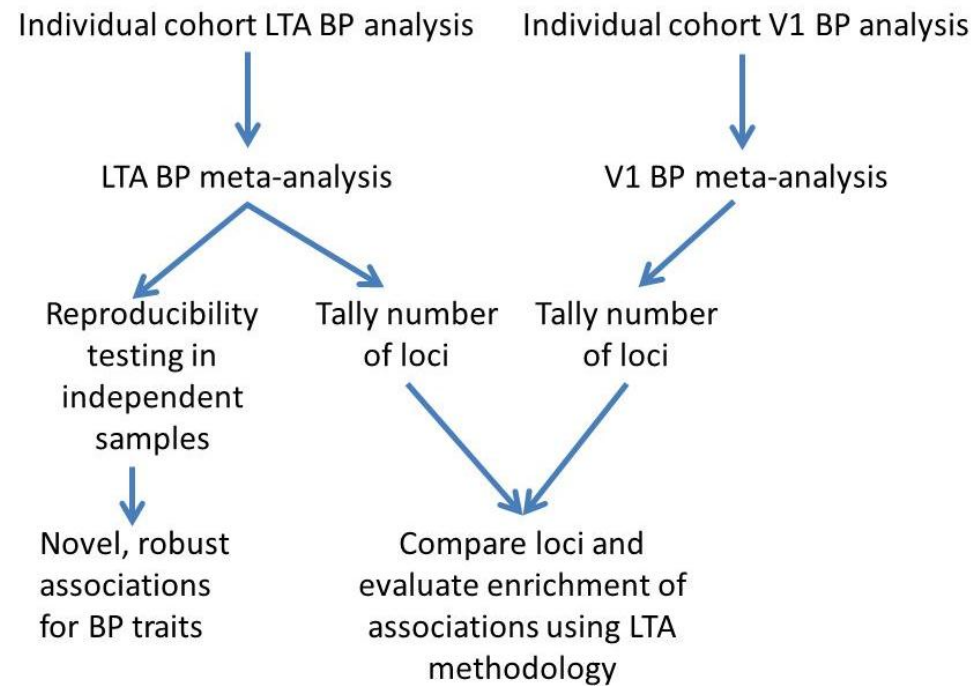 Individual cohort LTA BP analysis
Individual cohort V1 BP analysis
LTA BP meta-analysis
V1 BP meta-analysis
Reproducibility
testing in
independent
samples
Tally number
of loci
Tally number
of loci
Novel, robust
associations
for BP traits
Compare loci and
evaluate enrichment of
associations using LTA
methodology